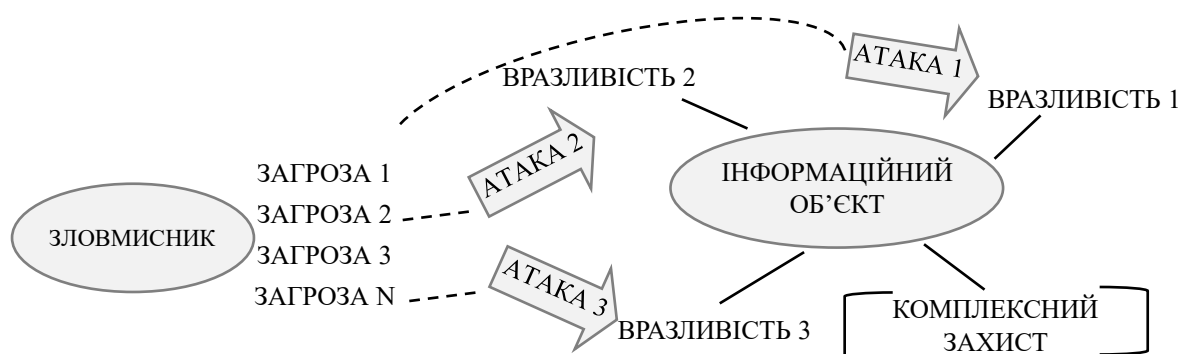 АТАКА 1
ВРАЗЛИВІСТЬ 2
ВРАЗЛИВІСТЬ 1
АТАКА 2
ЗАГРОЗА 1
ЗАГРОЗА 2
ЗАГРОЗА 3
ЗАГРОЗА N
ЗЛОВМИСНИК
ІНФОРМАЦІЙНИЙ
ОБ’ЄКТ
АТАКА 3
ВРАЗЛИВІСТЬ 3
КОМПЛЕКСНИЙ
ЗАХИСТ